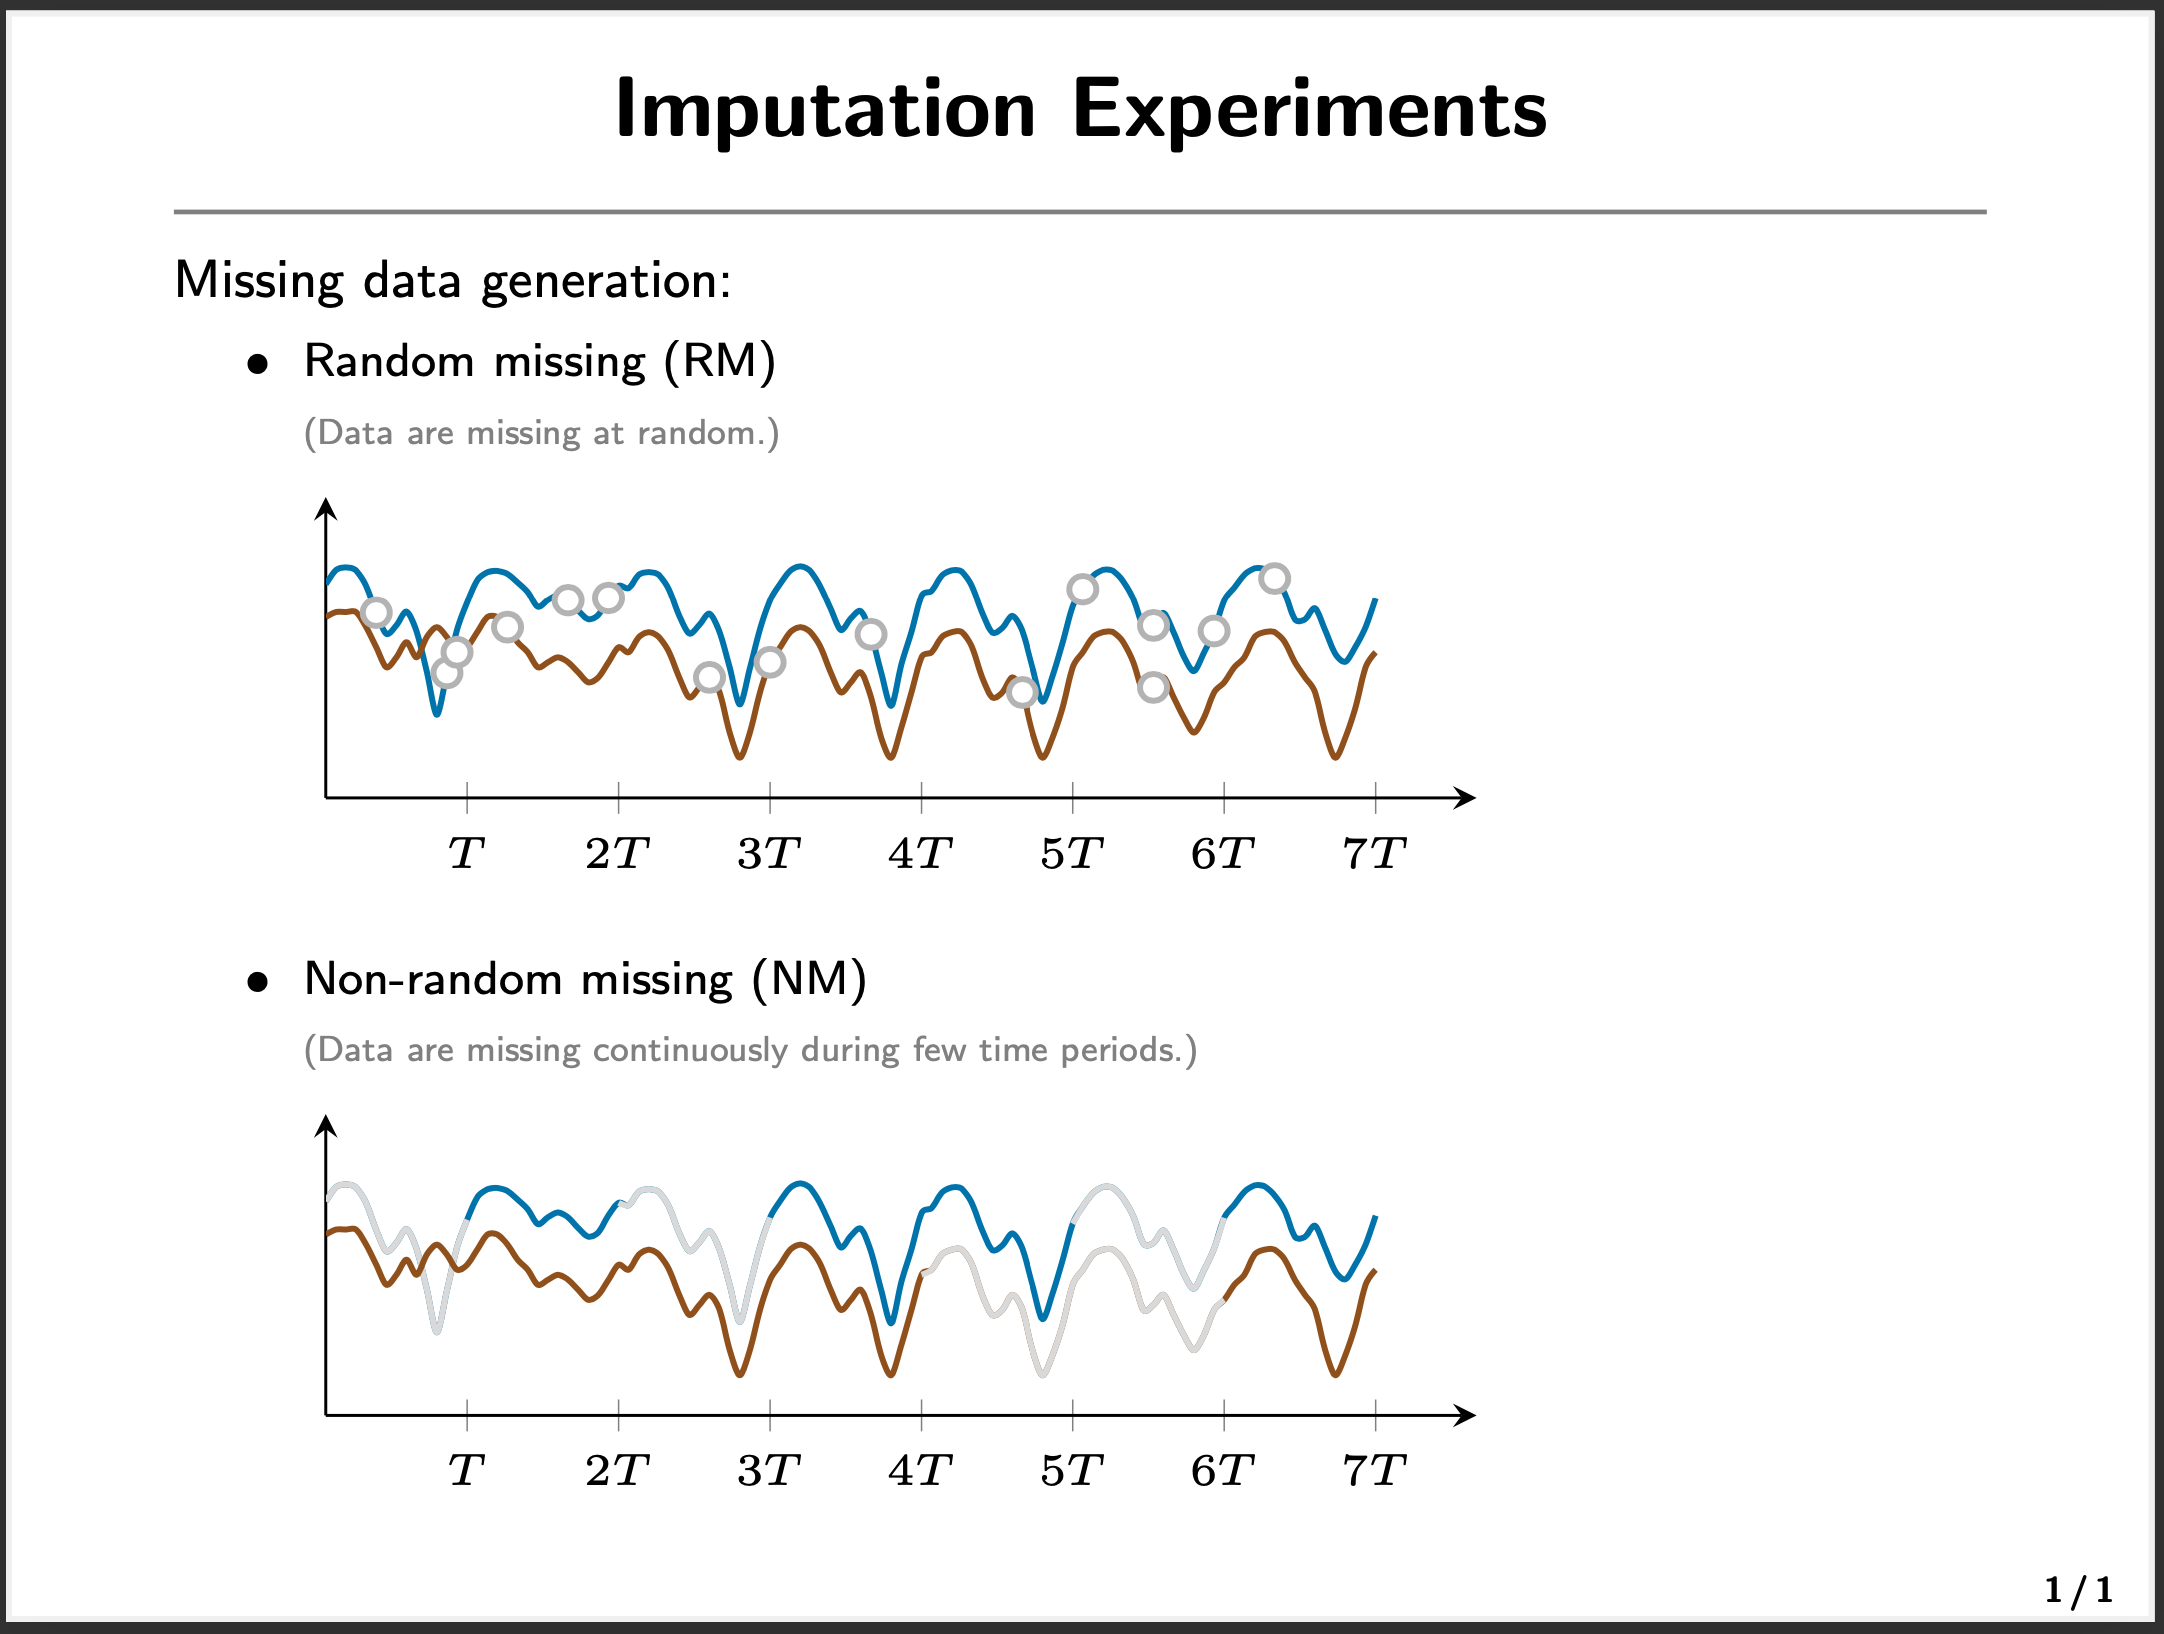 Imputation Experiments
Missing data generation:
• Random missing (RM)
(Data are missing at random.)
T 2T 3T 4T 5T 6T 7T
• Non-random missing (NM)
(Data are missing continuously during few time periods.)
T 2T 3T 4T 5T 6T 7T
1 / 1